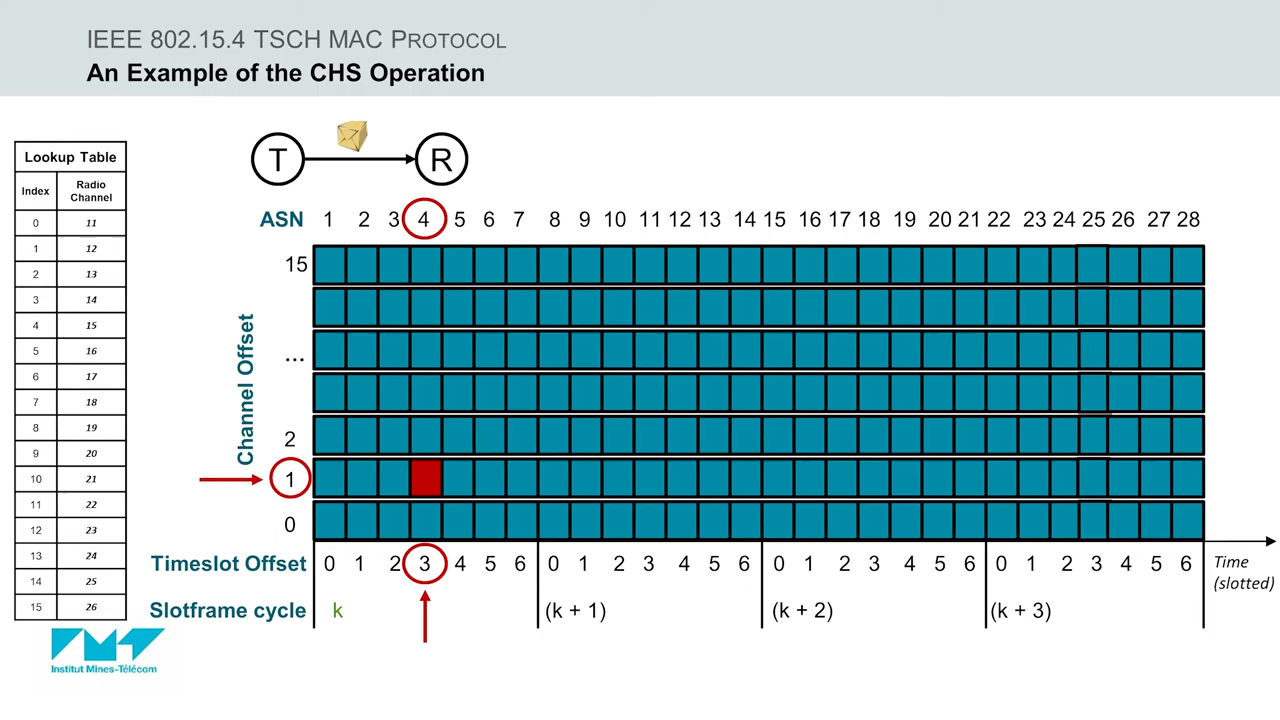 IEEE 802.15.4 TSCH MAC PROTOCOL
An Example of the CHS Operation
Lookup Table
Index Radio Channel
0 11
1 12
2 13
3 14
4 15
5 16
6 17
7 18
8 19
9 20
10 21
11 22
12 23
13 24
14 25
15 26
T R
ASN 1 2 3 4 5 6 7 8 9 10 11 12 13 14 15 16 17 18 19 20 21 22 23 24 25 26 27 28
Channel Offset
15
...
2
1
0
Timeslot Offset 0 1 2 3 4 5 6 0 1 2 3 4 5 6 0 1 2 3 4 5 6 0 1 2 3 4 5 6
Time
(slotted)
Slotframe cycle k (k + 1) (k + 2) (k + 3)
Institut Mines-Télécom